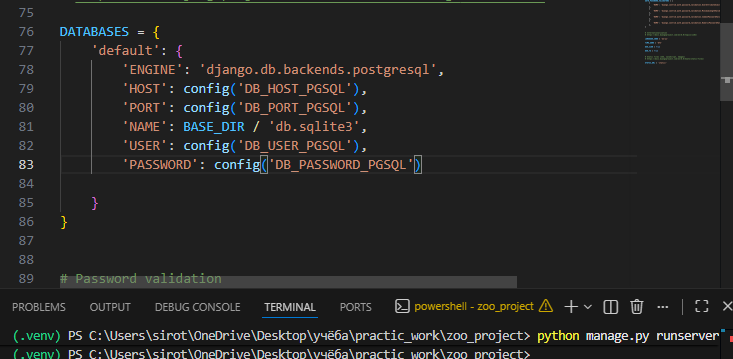 75
76 DATABASES = {
77 'default': {
78 'ENGINE': 'django.db.backends.postgresql',
79 'HOST': config('DB_HOST_PGSQL'),
80 'PORT': config('DB_PORT_PGSQL'),
81 'NAME': BASE_DIR / 'db.sqlite3',
82 'USER': config('DB_USER_PGSQL'),
83 'PASSWORD': config('DB_PASSWORD_PGSQL')
84
85 }
86 }
87
88
89 # Password validation
PROBLEMS OUTPUT DEBUG CONSOLE TERMINAL PORTS powershell - zoo_project
(.venv) PS C:\Users\sirot\OneDrive\Desktop\учёба\practic_work\zoo_project> python manage.py runserver
(.venv) PS C:\Users\sirot\OneDrive\Desktop\учёба\practic_work\zoo_project>